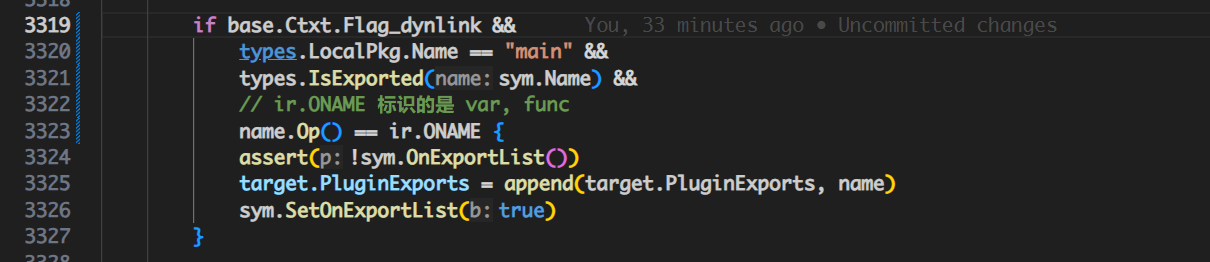 3318
3319 if base.Ctxt.Flag_dynlink && You, 33 minutes ago • Uncommitted changes
3320 types.LocalPkg.Name == "main" &&
3321 types.IsExported(name: sym.Name) &&
3322 // ir.ONAME 标识的是 var, func
3323 name.Op() == ir.ONAME {
3324 assert(p: !sym.OnExportList())
3325 target.PluginExports = append(target.PluginExports, name)
3326 sym.SetOnExportList(b: true)
3327 }
3328